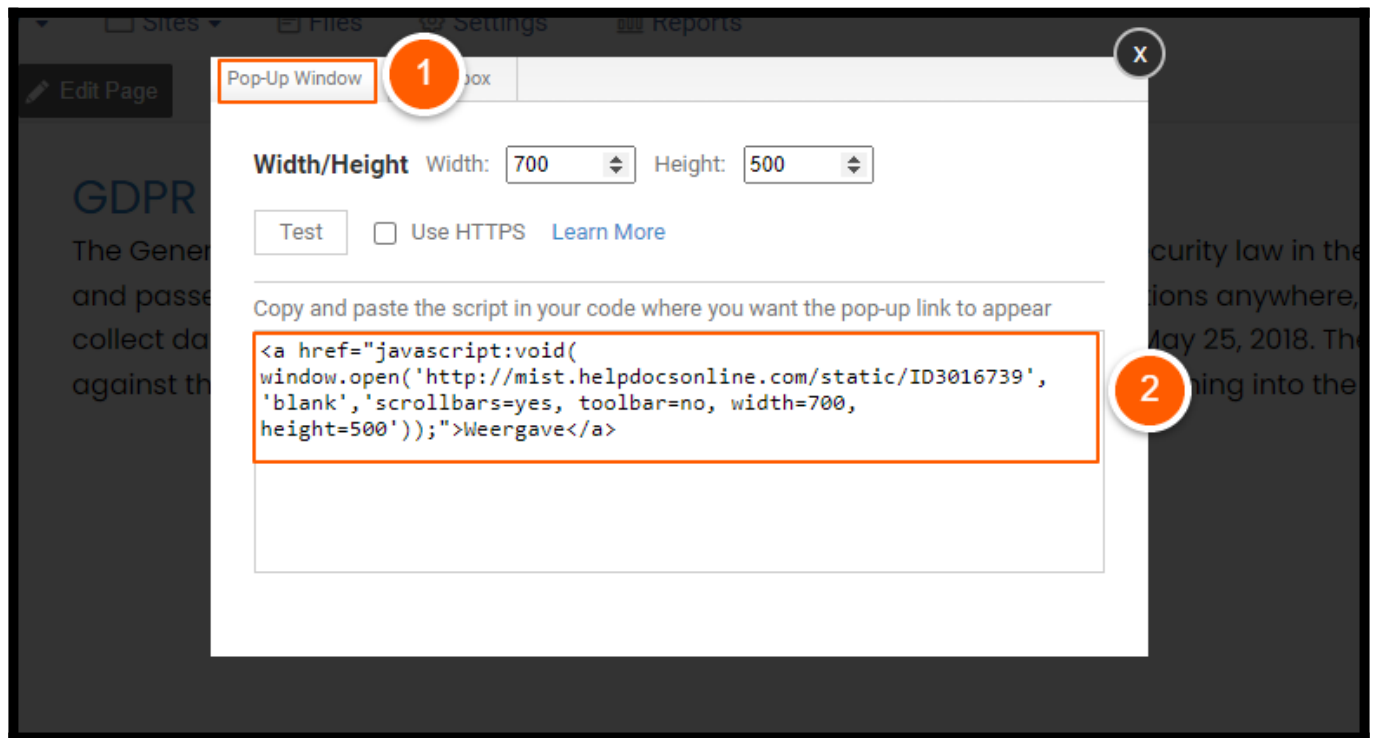 Sites Files Settings Reports
Edit Page
Pop-Up Window 1 box X
Width/Height Width: 700 Height: 500
Test Use HTTPS Learn More
GDPR
The Gener curity law in the
and passe tions anywhere,
collect da May 25, 2018. Th
against th ning into the
Copy and paste the script in your code where you want the pop-up link to appear
<a href="javascript:void(
window.open('http://mist.helpdocsonline.com/static/ID3016739',
'blank','scrollbars=yes, toolbar=no, width=700,
height=500'));">Weergave</a>
2